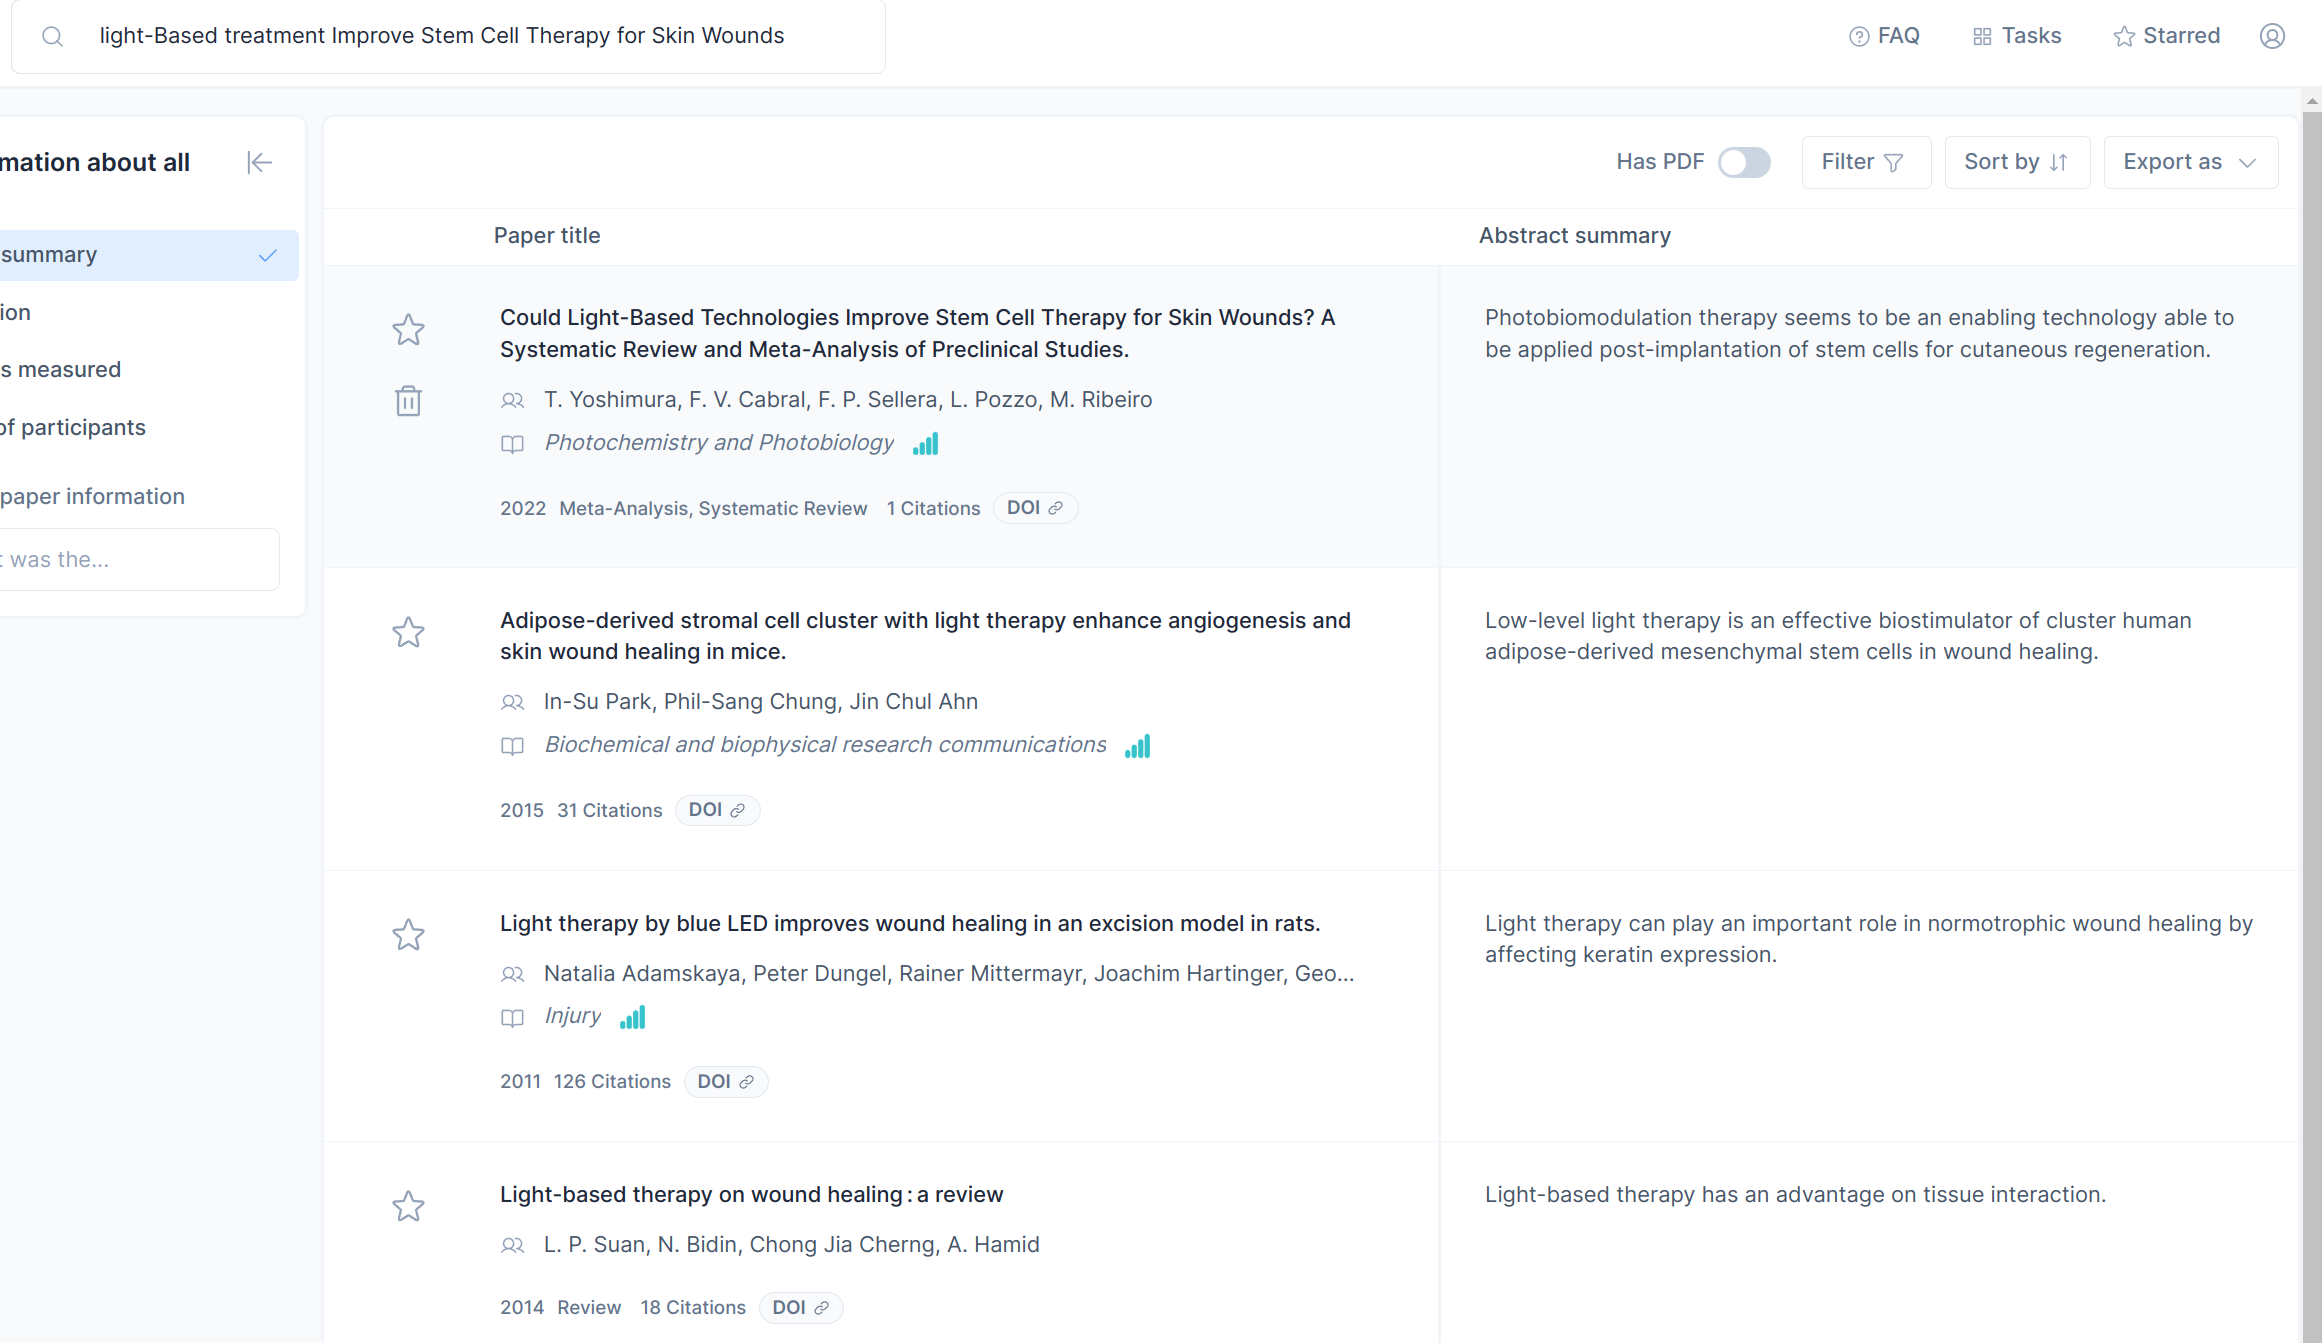 light-Based treatment Improve Stem Cell Therapy for Skin Wounds
FAQ
Tasks
Starred
mation about all
summary
ion
s measured
of participants
paper information
was the...
Has PDF
Filter
Sort by
Export as
Paper title
Abstract summary
Could Light-Based Technologies Improve Stem Cell Therapy for Skin Wounds? A
Systematic Review and Meta-Analysis of Preclinical Studies.
T. Yoshimura, F. V. Cabral, F. P. Sellera, L. Pozzo, M. Ribeiro
Photochemistry and Photobiology
2022 Meta-Analysis, Systematic Review 1 Citations DOI
Photobiomodulation therapy seems to be an enabling technology able to
be applied post-implantation of stem cells for cutaneous regeneration.
Adipose-derived stromal cell cluster with light therapy enhance angiogenesis and
skin wound healing in mice.
In-Su Park, Phil-Sang Chung, Jin Chul Ahn
Biochemical and biophysical research communications
2015 31 Citations DOI
Low-level light therapy is an effective biostimulator of cluster human
adipose-derived mesenchymal stem cells in wound healing.
Light therapy by blue LED improves wound healing in an excision model in rats.
Natalia Adamskaya, Peter Dungel, Rainer Mittermayr, Joachim Hartinger, Geo...
Injury
2011 126 Citations DOI
Light therapy can play an important role in normotrophic wound healing by
affecting keratin expression.
Light-based therapy on wound healing : a review
L. P. Suan, N. Bidin, Chong Jia Cherng, A. Hamid
2014 Review 18 Citations DOI
Light-based therapy has an advantage on tissue interaction.